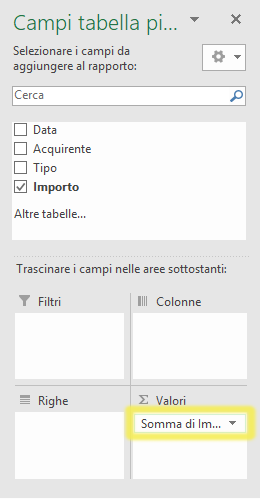 Campi tabella pi...
Selezionare i campi da
aggiungere al rapporto:
Cerca
Data
Acquirente
Tipo
Importo
Altre tabelle...
Trascinare i campi nelle aree sottostanti:
Filtri
Colonne
Righe
Σ Valori
Somma di Im...